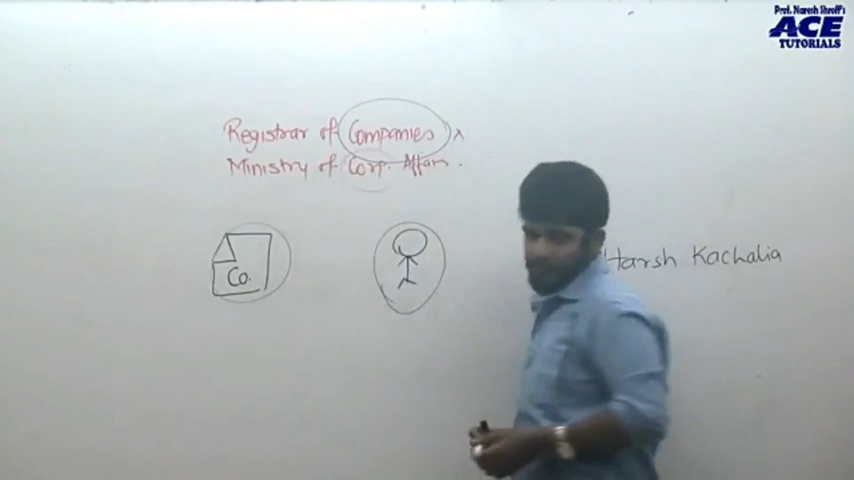 Prof. Naresh Shroff's
ACE
TUTORIALS
Registrar of Companies
Ministry of Corp. Affairs.
Co.
Harsh Kachalia